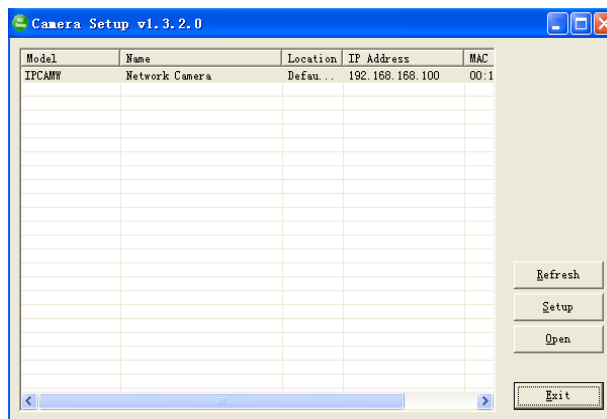 Camera Setup v1.3.2.0
Model Name Location IP Address MAC
IPCAMW Network Camera Defau... 192.168.168.100 00:1
Refresh
Setup
Open
Exit